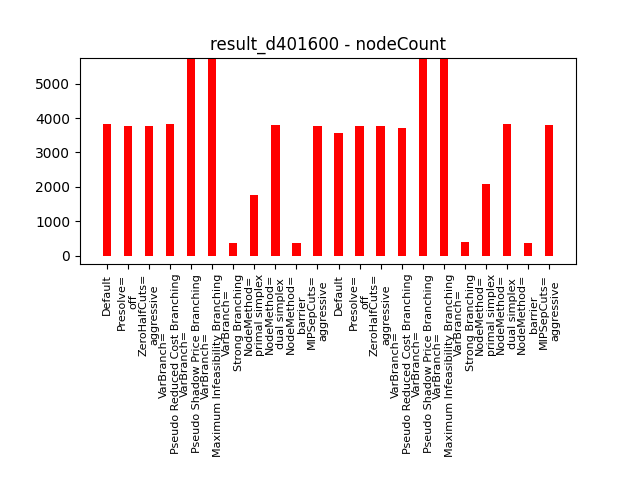 result_d401600 - nodeCount
5000
4000
3000
2000
1000
0
Default
Presolve=
off
ZeroHalfCuts=
aggressive
VarBranch=
Pseudo Reduced Cost Branching
VarBranch=
Pseudo Shadow Price Branching
VarBranch=
Maximum Infeasibility Branching
VarBranch=
Strong Branching
NodeMethod=
primal simplex
NodeMethod=
dual simplex
NodeMethod=
barrier
MIPSepCuts=
aggressive
Default
Presolve=
off
ZeroHalfCuts=
aggressive
VarBranch=
Pseudo Reduced Cost Branching
VarBranch=
Pseudo Shadow Price Branching
VarBranch=
Maximum Infeasibility Branching
VarBranch=
Strong Branching
NodeMethod=
primal simplex
NodeMethod=
dual simplex
NodeMethod=
barrier
MIPSepCuts=
aggressive